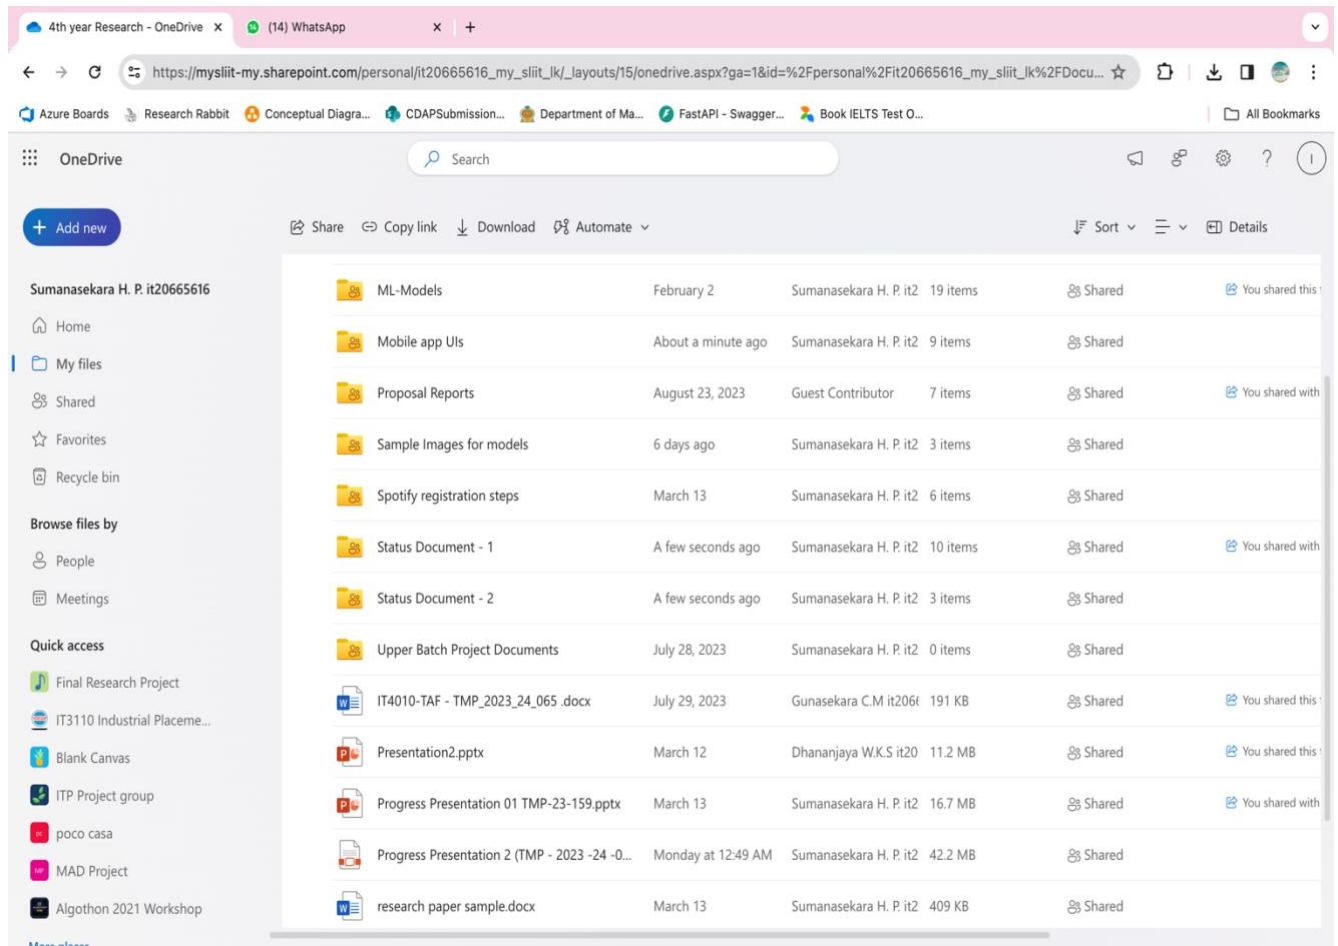 4th year Research - OneDrive
(14) WhatsApp
https://mysliit-my.sharepoint.com/personal/it20665616_my_sliit_lk/_layouts/15/onedrive.aspx?ga=1&id=%2Fpersonal%2Fit20665616_my_sliit_lk%2FDocu...
Azure Boards Research Rabbit Conceptual Diagra... CDAPSubmission... Department of Ma... FastAPI - Swagger... Book IELTS Test O... All Bookmarks
OneDrive
Search
+ Add new
Share Copy link Download Automate Sort Details
Sumanasekara H. P. it20665616
Home
My files
Shared
Favorites
Recycle bin
Browse files by
People
Meetings
Quick access
Final Research Project
IT3110 Industrial Placeme...
Blank Canvas
ITP Project group
poco casa
MAD Project
Algothon 2021 Workshop
More places
ML-Models February 2 Sumanasekara H. P. it2 19 items Shared You shared this
Mobile app UIs About a minute ago Sumanasekara H. P. it2 9 items Shared
Proposal Reports August 23, 2023 Guest Contributor 7 items Shared You shared with
Sample Images for models 6 days ago Sumanasekara H. P. it2 3 items Shared
Spotify registration steps March 13 Sumanasekara H. P. it2 6 items Shared
Status Document - 1 A few seconds ago Sumanasekara H. P. it2 10 items Shared You shared with
Status Document - 2 A few seconds ago Sumanasekara H. P. it2 3 items Shared
Upper Batch Project Documents July 28, 2023 Sumanasekara H. P. it2 0 items Shared
IT4010-TAF - TMP_2023_24_065 .docx July 29, 2023 Gunasekara C.M it206 191 KB Shared You shared this
Presentation2.pptx March 12 Dhananjaya W.K.S it20 11.2 MB Shared You shared this
Progress Presentation 01 TMP-23-159.pptx March 13 Sumanasekara H. P. it2 16.7 MB Shared You shared with
Progress Presentation 2 (TMP - 2023 -24 -0... Monday at 12:49 AM Sumanasekara H. P. it2 42.2 MB Shared
research paper sample.docx March 13 Sumanasekara H. P. it2 409 KB Shared